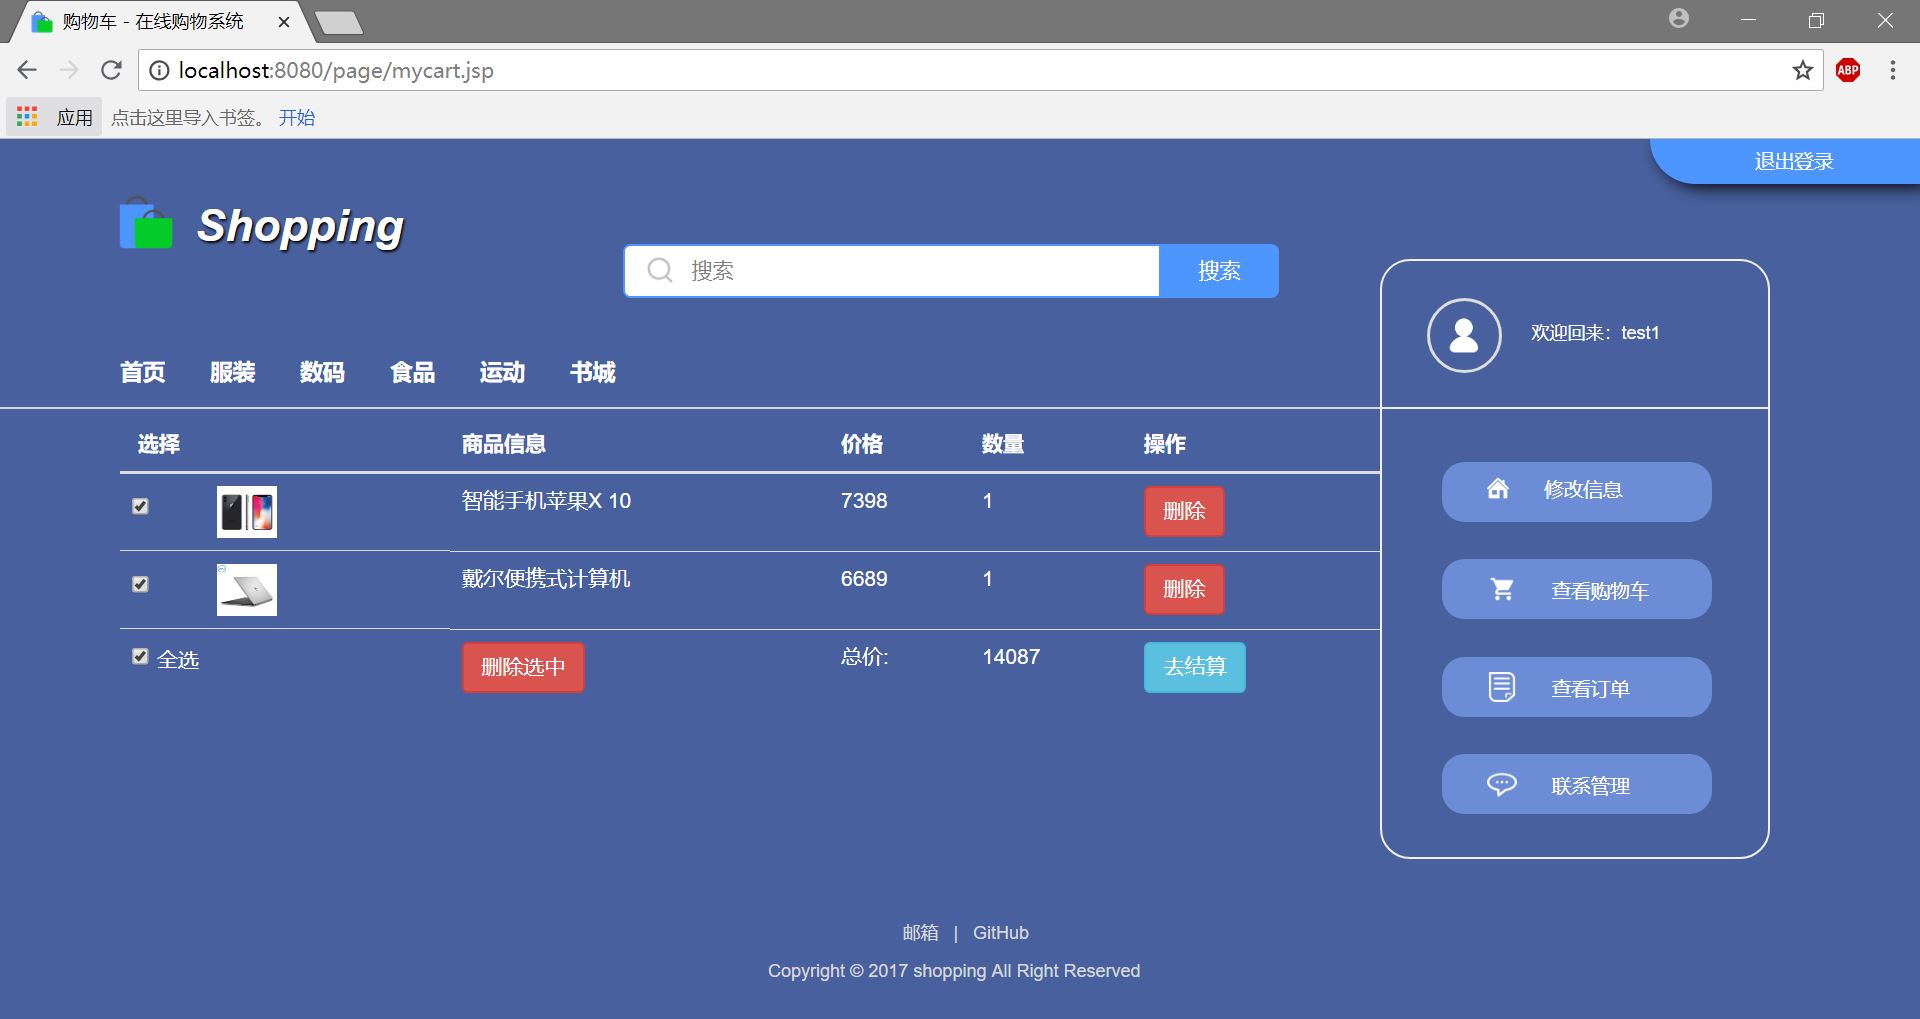 购物车 - 在线购物系统
localhost:8080/page/mycart.jsp
ABP
应用 点击这里导入书签。 开始
退出登录
Shopping
搜索 搜索
欢迎回来：test1
首页 服装 数码 食品 运动 书城
选择 商品信息 价格 数量 操作
智能手机苹果X 10 7398 1 删除
戴尔便携式计算机 6689 1 删除
全选 删除选中 总价: 14087 去结算
修改信息
查看购物车
查看订单
联系管理
邮箱 | GitHub
Copyright © 2017 shopping All Right Reserved